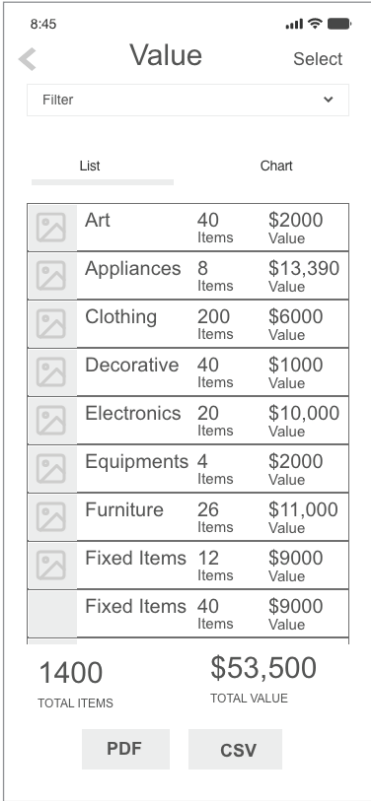 8:45
Value Select
Filter
List Chart
Art 40 $2000
Items Value
Appliances 8 $13,390
Items Value
Clothing 200 $6000
Items Value
Decorative 40 $1000
Items Value
Electronics 20 $10,000
Items Value
Equipments 4 $2000
Items Value
Furniture 26 $11,000
Items Value
Fixed Items 12 $9000
Items Value
Fixed Items 40 $9000
Items Value
1400 $53,500
TOTAL ITEMS TOTAL VALUE
PDF CSV